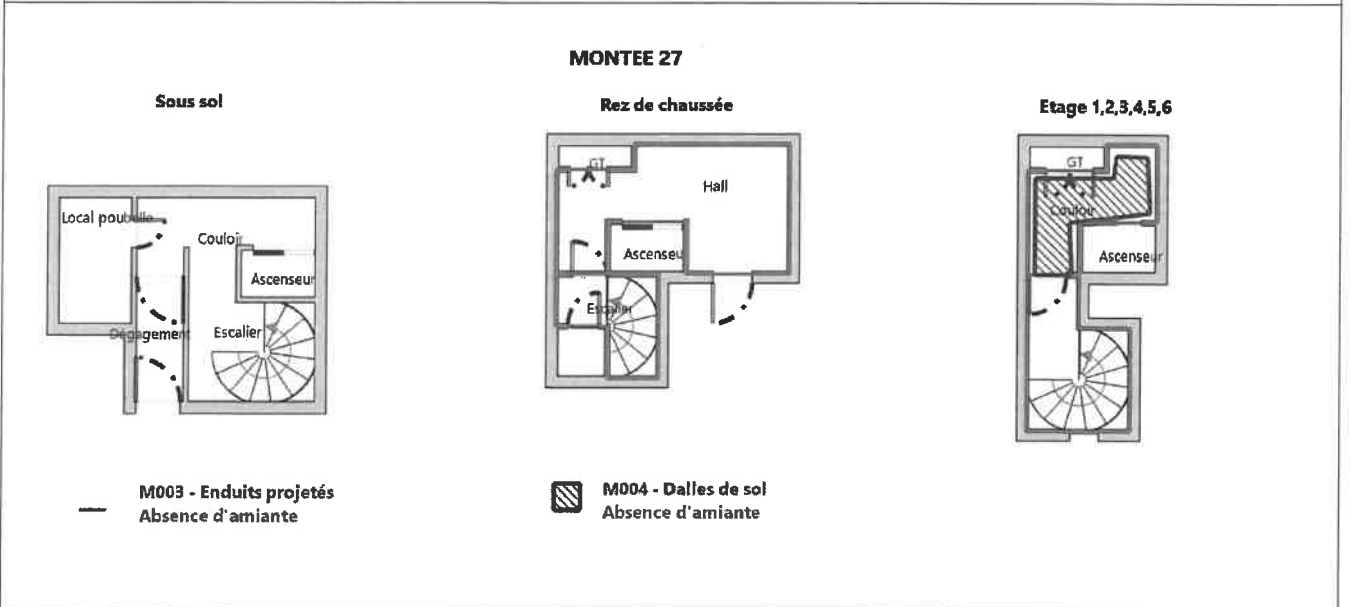 MONTEE 27
Sous sol
Rez de chaussée
Etage 1,2,3,4,5,6
Local poubelle
Couloir
Ascenseur
Dégagement
Escalier
GT
Hall
Ascenseu
Escalier
GT
Couloir
Ascenseur
M003 - Enduits projetés
Absence d'amiante
M004 - Dalles de sol
Absence d'amiante